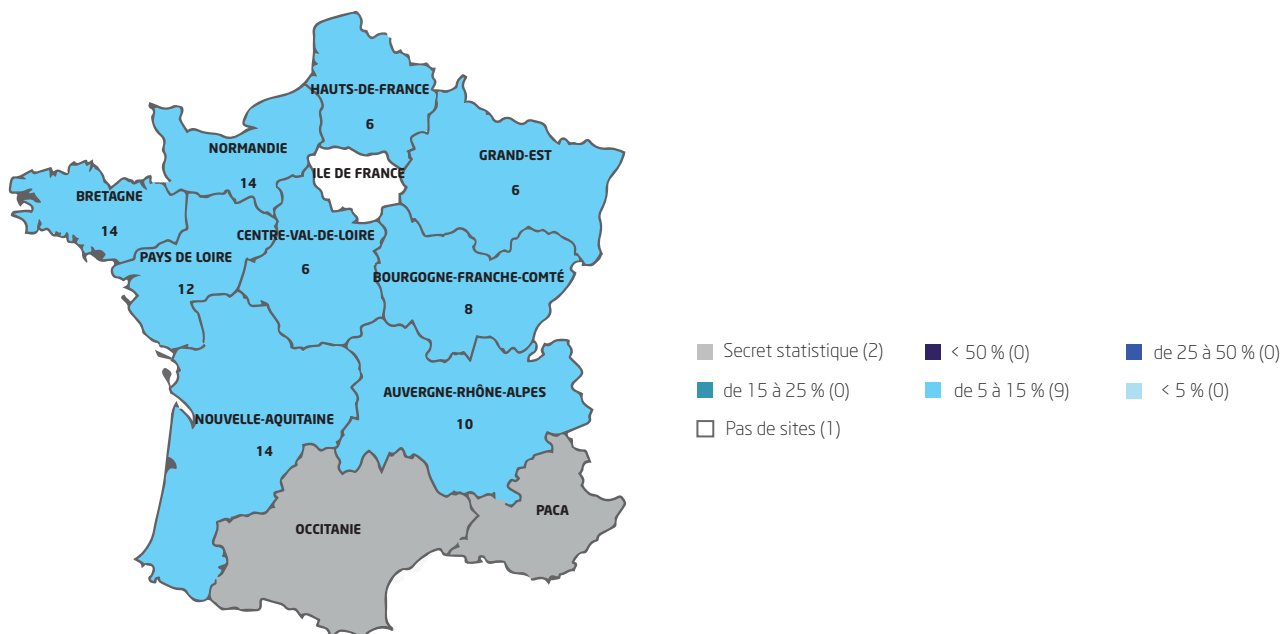 HAUTS-DE-FRANCE
6
NORMANDIE
14
ILE DE FRANCE
GRAND-EST
6
BRETAGNE
14
PAYS DE LOIRE
12
CENTRE-VAL-DE-LOIRE
6
BOURGOGNE-FRANCHE-COMTÉ
8
NOUVELLE-AQUITAINE
14
AUVERGNE-RHÔNE-ALPES
10
OCCITANIE
PACA
Secret statistique (2)
< 50 % (0)
de 25 à 50 % (0)
de 15 à 25 % (0)
de 5 à 15 % (9)
< 5 % (0)
Pas de sites (1)